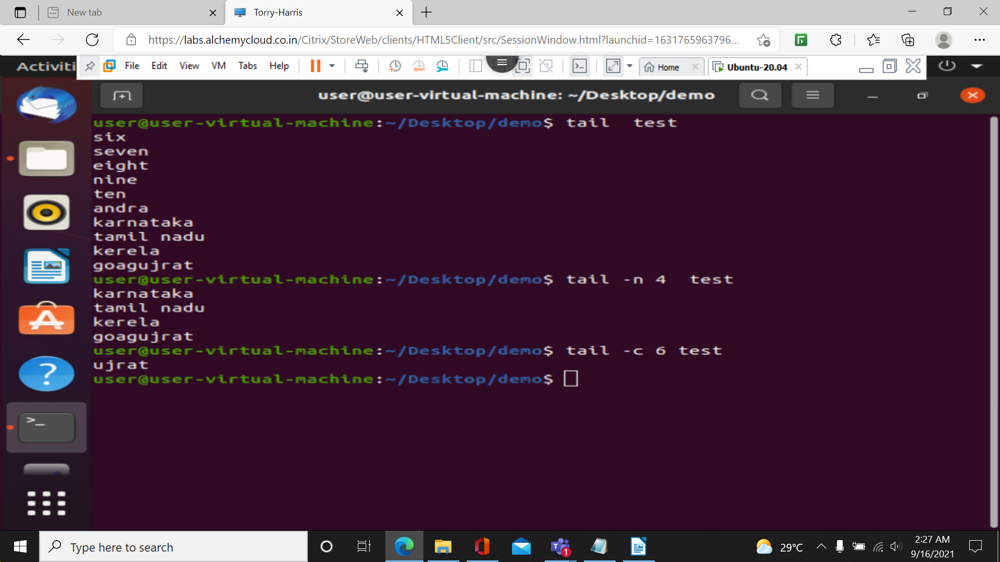 New tab
Torry-Harris
https://labs.alchemycloud.co.in/Citrix/StoreWeb/clients/HTML5Client/src/SessionWindow.html?launchid=1631765963796...
Activiti
File Edit View VM Tabs Help
Home
Ubuntu-20.04
user@user-virtual-machine: ~/Desktop/demo
user@user-virtual-machine:~/Desktop/demo$ tail  test
six
seven
eight
nine
ten
andra
karnataka
tamil nadu
kerela
goagujrat
user@user-virtual-machine:~/Desktop/demo$ tail -n 4  test
karnataka
tamil nadu
kerela
goagujrat
user@user-virtual-machine:~/Desktop/demo$ tail -c 6 test
ujrat
user@user-virtual-machine:~/Desktop/demo$
>_
Type here to search
1
29°C
2:27 AM
9/16/2021